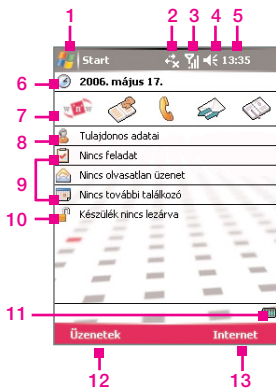 1 2 3 4 5
Start 13:35
6 2006. május 17.
7
8 Tulajdonos adatai
9 Nincs feladat
Nincs olvasatlan üzenet
Nincs további találkozó
10 Készülék nincs lezárva
11
Üzenetek Internet
12 13